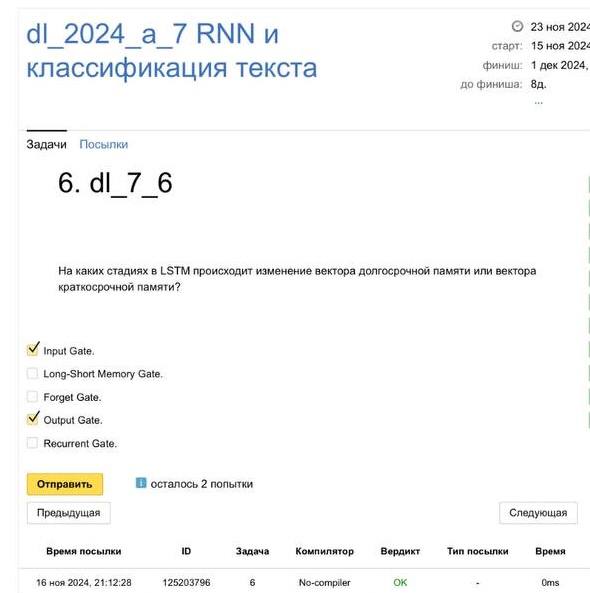 dl_2024_a_7 RNN и
классификация текста
23 ноя 2024
старт: 15 ноя 2024
финиш: 1 дек 2024,
до финиша: 8д.
...
Задачи Посылки
6. dl_7_6
На каких стадиях в LSTM происходит изменение вектора долгосрочной памяти или вектора
краткосрочной памяти?
Input Gate.
Long-Short Memory Gate.
Forget Gate.
Output Gate.
Recurrent Gate.
Отправить
осталось 2 попытки
Предыдущая Следующая
Время посылки ID Задача Компилятор Вердикт Тип посылки Время
16 ноя 2024, 21:12:28 125203796 6 No-compiler OK - 0ms